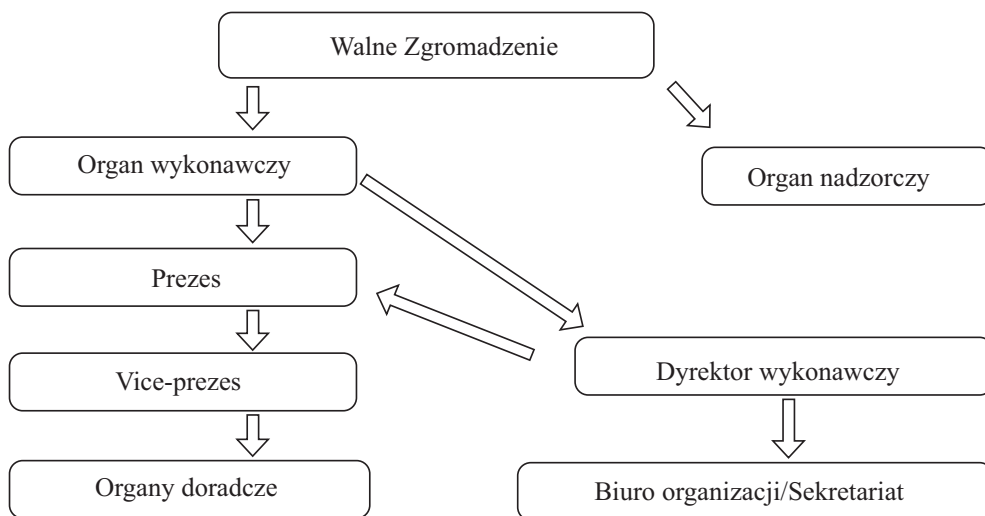 Walne Zgromadzenie
Organ wykonawczy
Organ nadzorczy
Prezes
Vice-prezes
Dyrektor wykonawczy
Organy doradcze
Biuro organizacji/Sekretariat